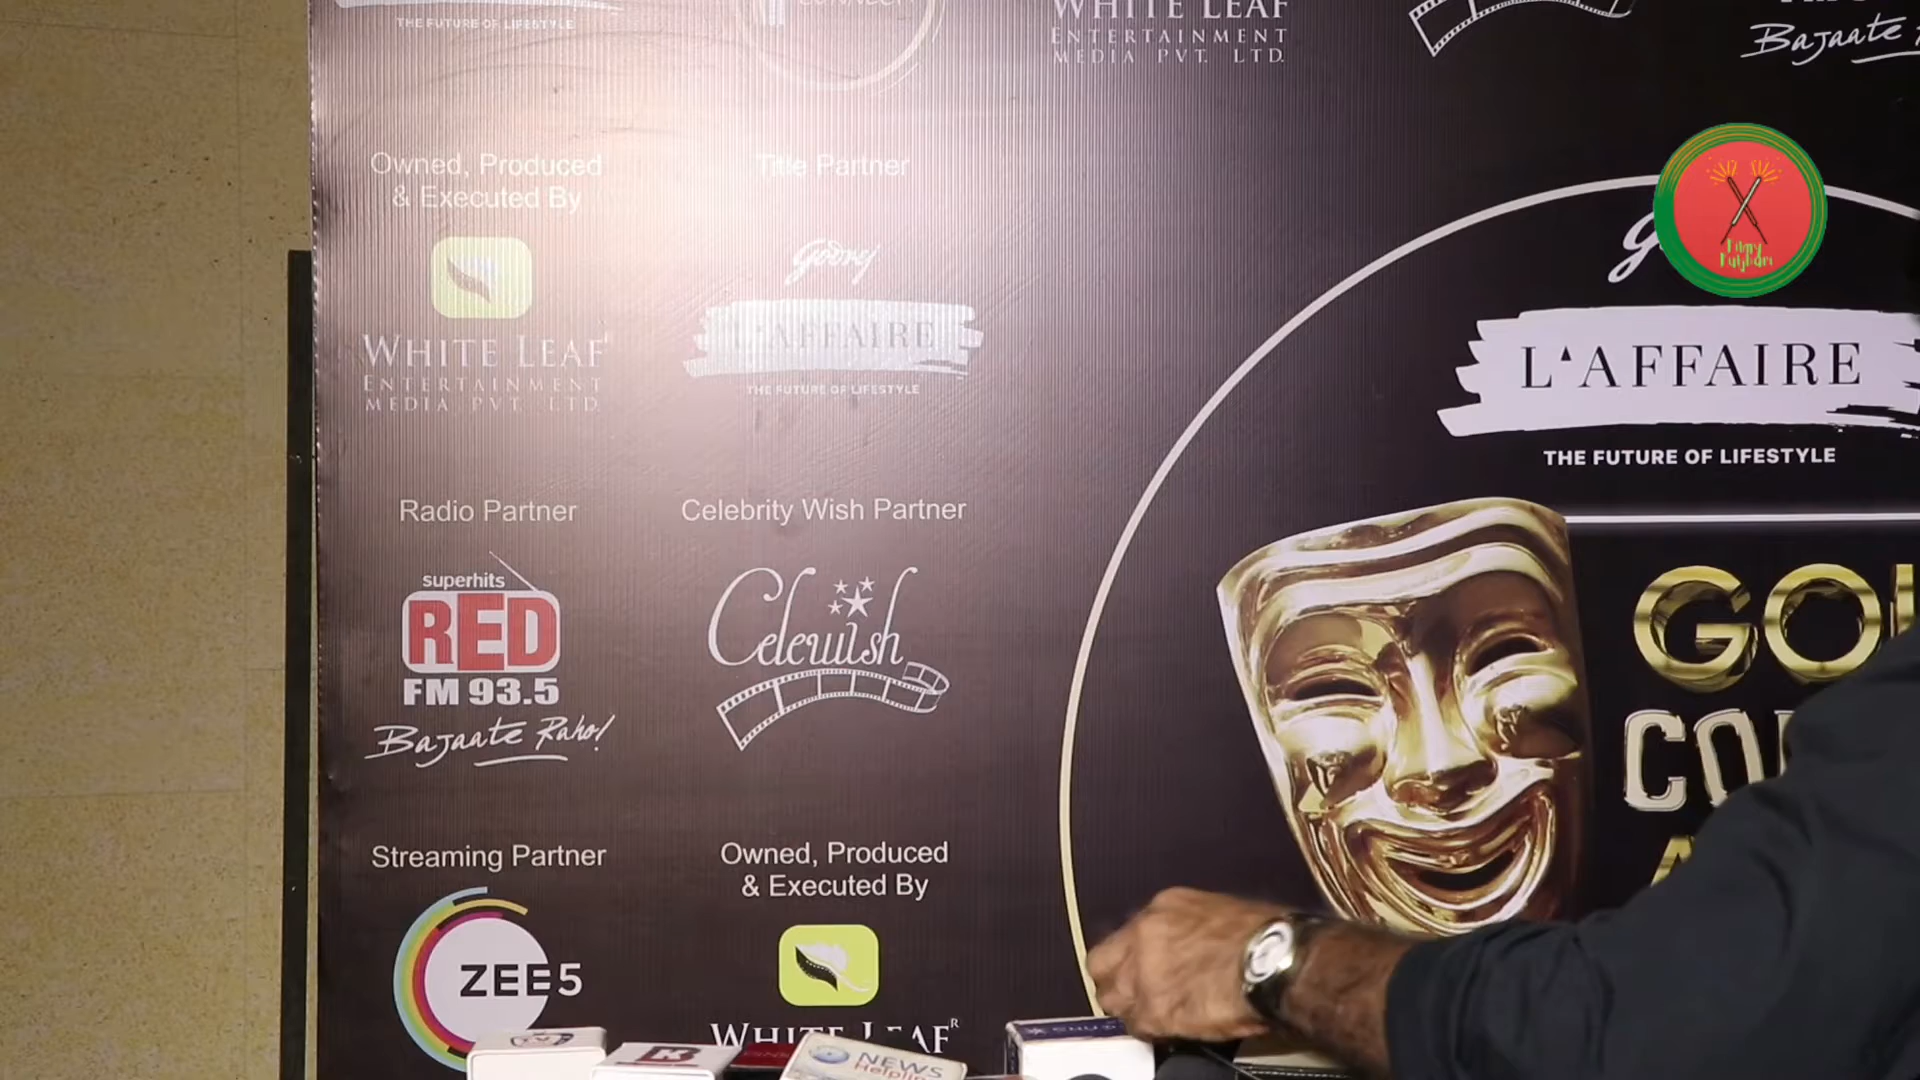 THE FUTURE OF LIFESTYLE
WHITE LEAF
ENTERTAINMENT
MEDIA PVT. LTD.
Bajaate
Owned, Produced
& Executed By
Title Partner
WHITE LEAF
ENTERTAINMENT
MEDIA PVT. LTD.
Godrej
L'AFFAIRE
THE FUTURE OF LIFESTYLE
L'AFFAIRE
THE FUTURE OF LIFESTYLE
Radio Partner
Celebrity Wish Partner
superhits
RED
FM 93.5
Bajaate Raho!
Celewish
Streaming Partner
Owned, Produced
& Executed By
ZEE5
WHITE LEAF®
NEWS
Helpline
K